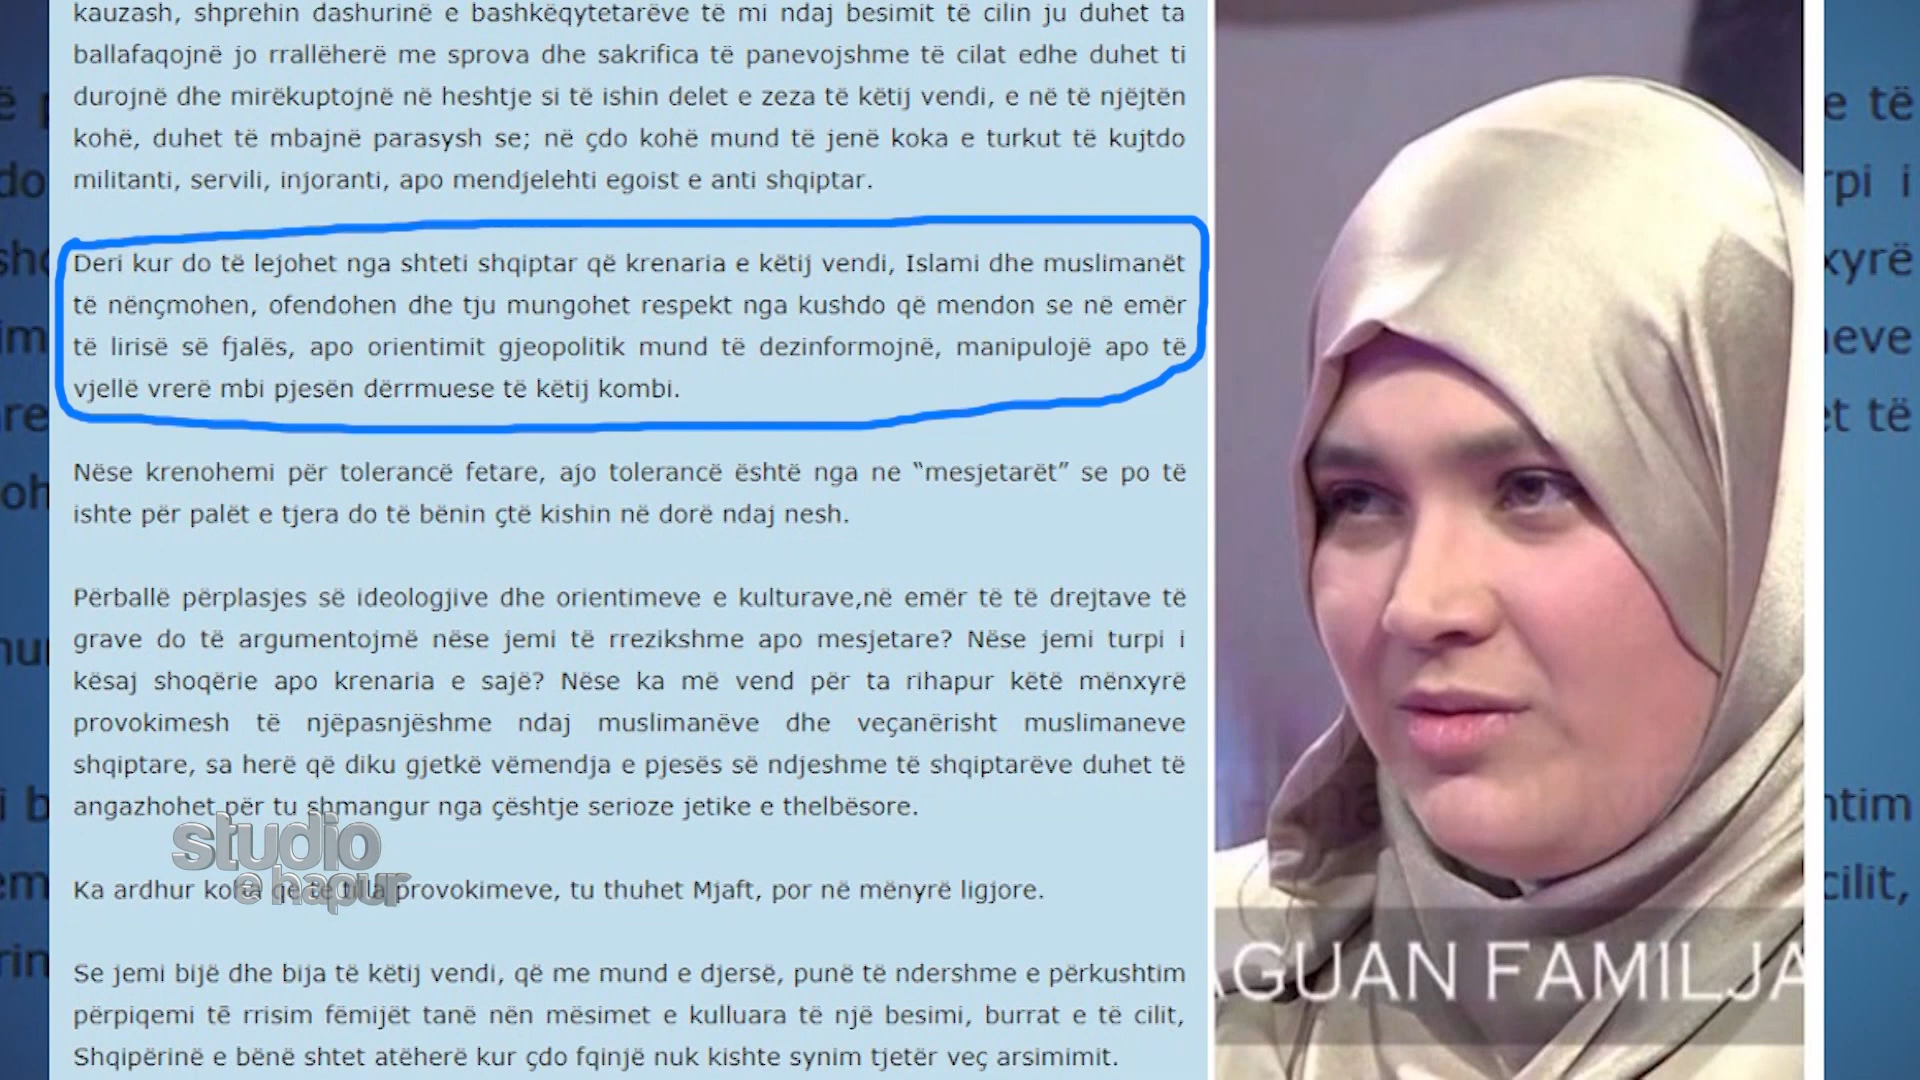 kauzash, shprehin dashurinë e bashkëqytetarëve të mi ndaj besimit të cilin ju duhet ta
ballafaqojnë jo rrallëherë me sprova dhe sakrifica të panevojshme të cilat edhe duhet ti
durojnë dhe mirëkuptojnë në heshtje si të ishin delet e zeza të këtij vendi, e në të njëjtën
kohë, duhet të mbajnë parasysh se; në çdo kohë mund të jenë koka e turkut të kujtdo
militanti, servili, injoranti, apo mendjelehti egoist e anti shqiptar.
Deri kur do të lejohet nga shteti shqiptar që krenaria e këtij vendi, Islami dhe muslimanët
të nënçmohen, ofendohen dhe tju mungohet respekt nga kushdo që mendon se në emër
të lirisë së fjalës, apo orientimit gjeopolitik mund të dezinformojnë, manipulojë apo të
vjellë vrerë mbi pjesën dërrmuese të këtij kombi.
Nëse krenohemi për tolerancë fetare, ajo tolerancë është nga ne “mesjetarët” se po të
ishte për palët e tjera do të bënin çtë kishin në dorë ndaj nesh.
Përballë përplasjes së ideologjive dhe orientimeve e kulturave,në emër të të drejtave të
grave do të argumentojmë nëse jemi të rrezikshme apo mesjetare? Nëse jemi turpi i
kësaj shoqërie apo krenaria e sajë? Nëse ka më vend për ta rihapur këtë mënxyrë
provokimesh të njëpasnjëshme ndaj muslimanëve dhe veçanërisht muslimaneve
shqiptare, sa herë që diku gjetkë vëmendja e pjesës së ndjeshme të shqiptarëve duhet të
angazhohet për tu shmangur nga çështje serioze jetike e thelbësore.
Ka ardhur koha që të tilla provokimeve, tu thuhet Mjaft, por në mënyrë ligjore.
Se jemi bijë dhe bija të këtij vendi, që me mund e djersë, punë të ndershme e përkushtim
përpiqemi të rrisim fëmijët tanë nën mësimet e kulluara të një besimi, burrat e të cilit,
Shqipërinë e bënë shtet atëherë kur çdo fqinjë nuk kishte synim tjetër veç arsimimit.
studio
e hapur
AGUAN FAMILJA